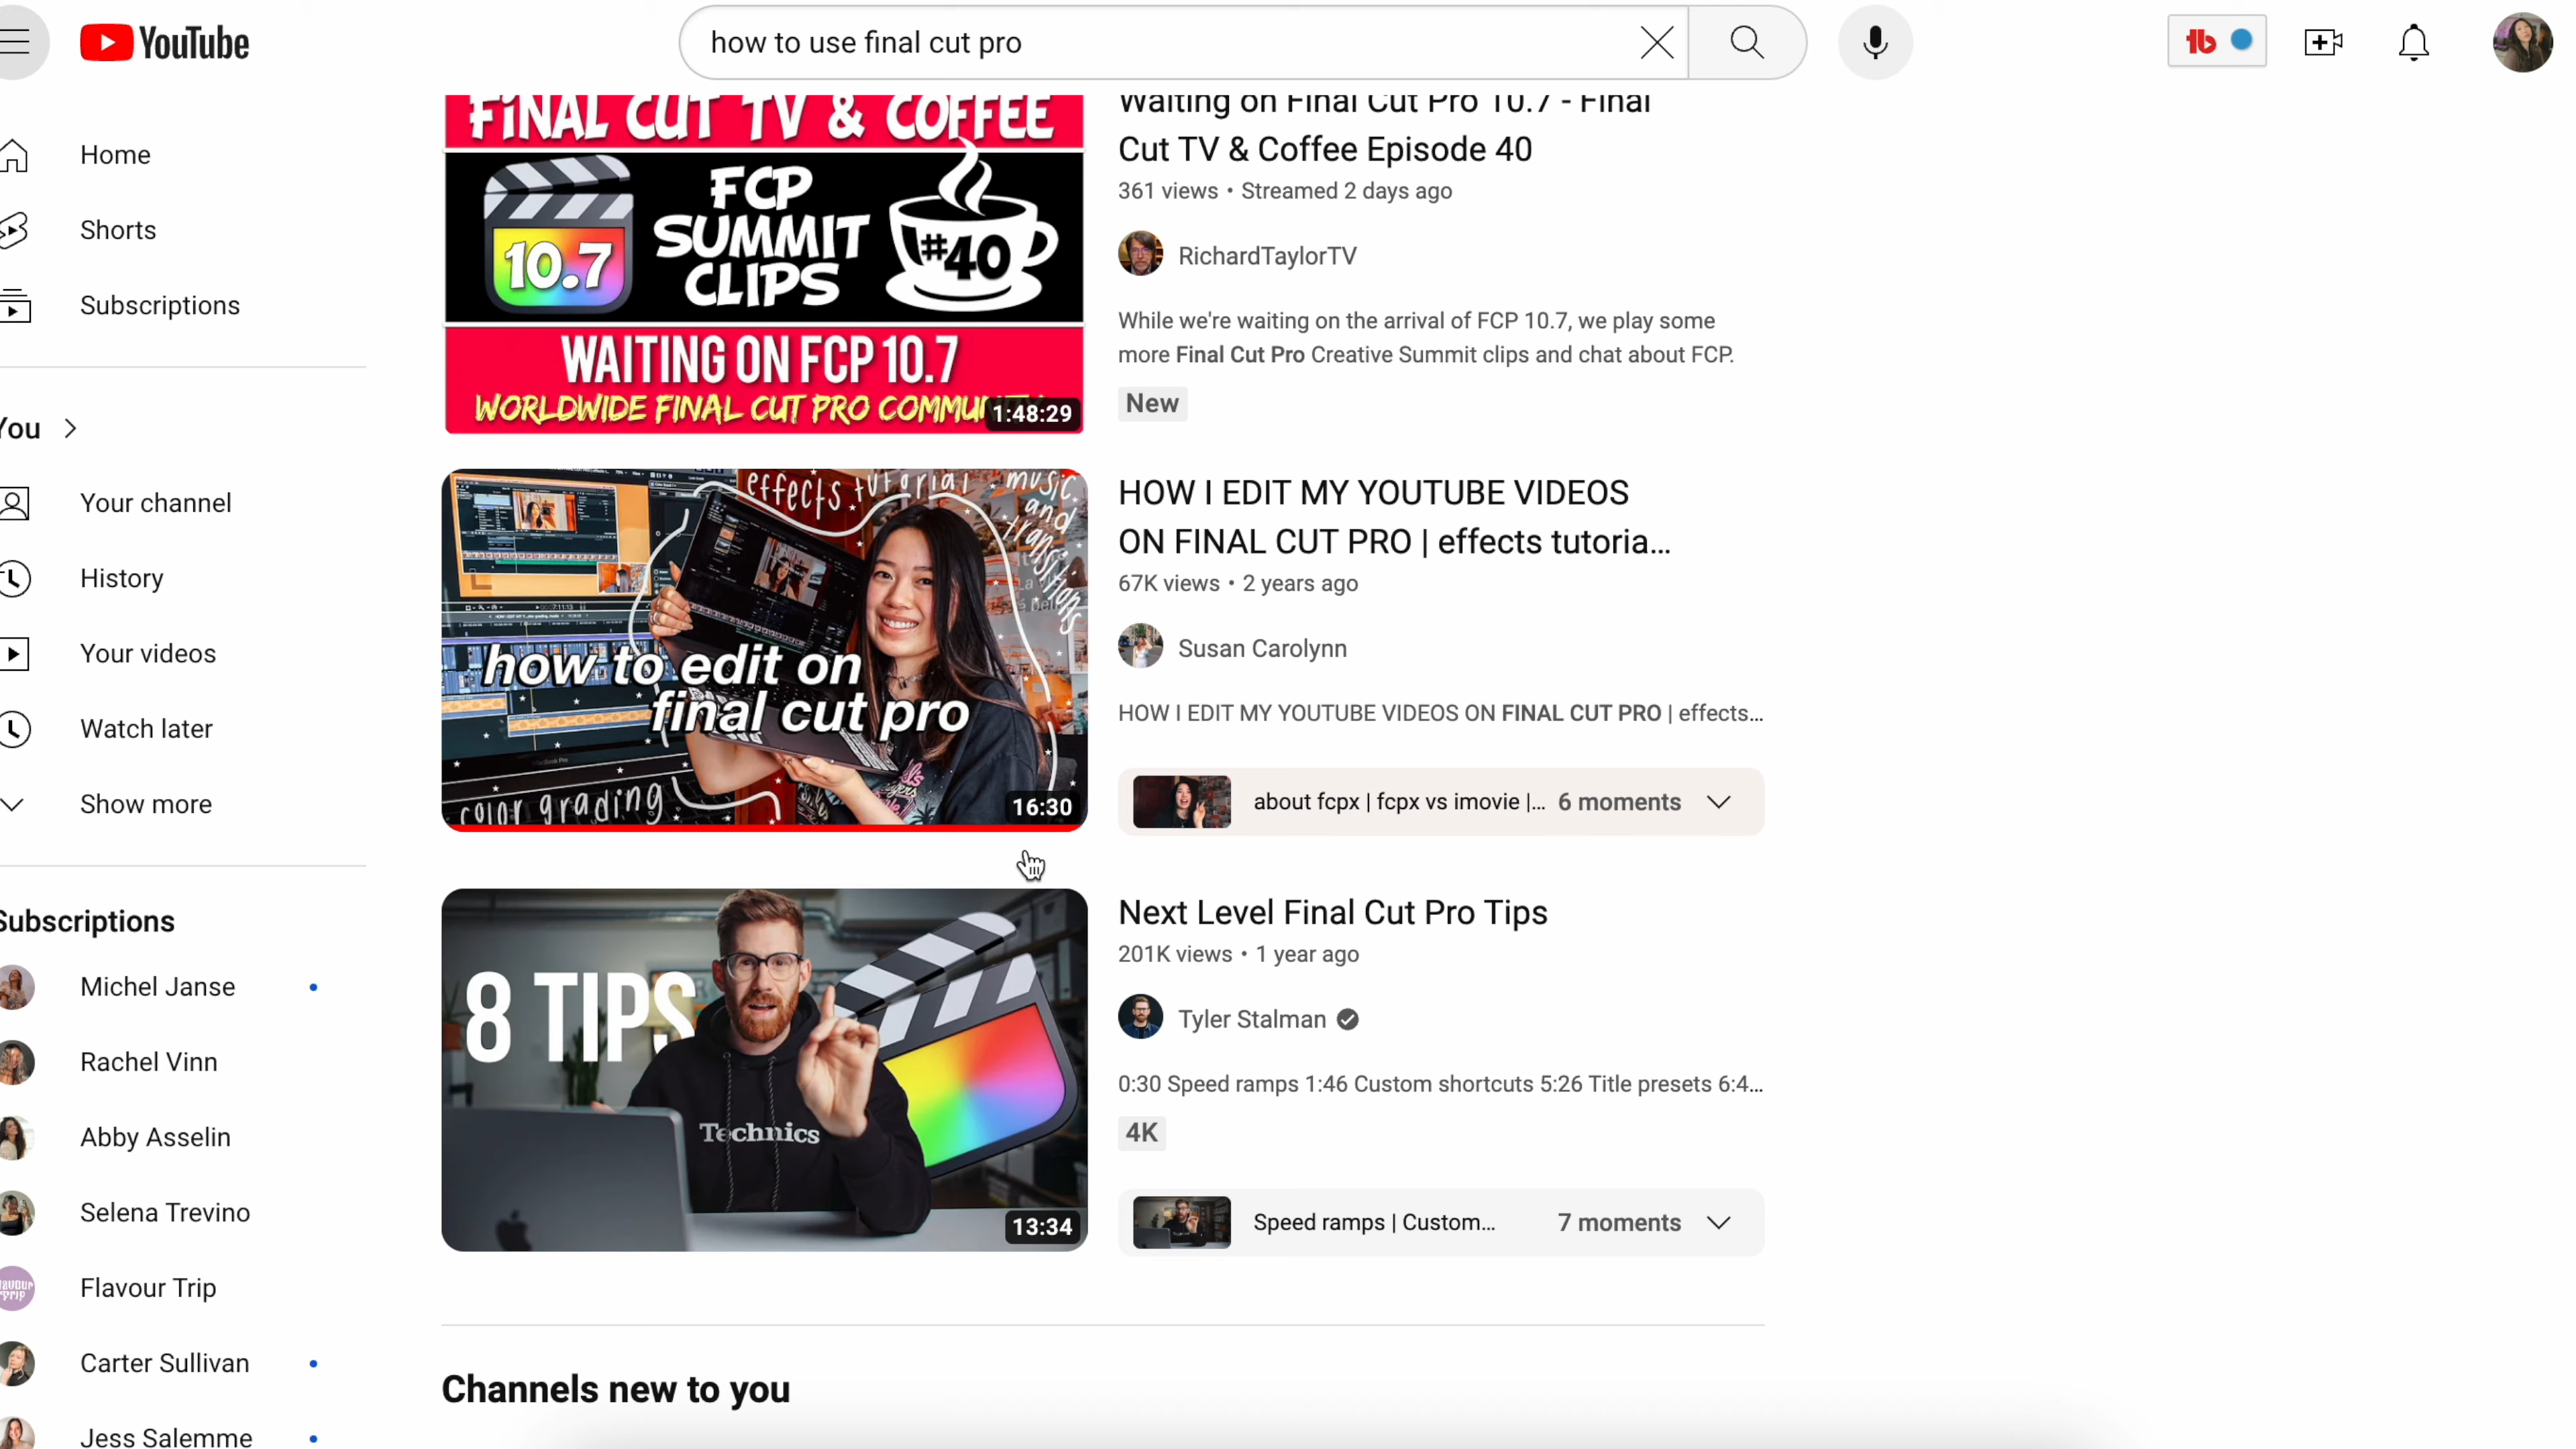 YouTube
how to use final cut pro
Home
Shorts
Subscriptions
You
Your channel
History
Your videos
Watch later
Show more
Subscriptions
Michel Janse
Rachel Vinn
Abby Asselin
Selena Trevino
Flavour Trip
Carter Sullivan
Jess Salemme
FINAL CUT TV & COFFEE
10.7
FCP
SUMMIT
CLIPS
#40
WAITING ON FCP 10.7
WORLDWIDE FINAL CUT PRO
1:48:29
Waiting on Final Cut Pro 10.7 - Final
Cut TV & Coffee Episode 40
361 views • Streamed 2 days ago
RichardTaylorTV
While we're waiting on the arrival of FCP 10.7, we play some
more Final Cut Pro Creative Summit clips and chat about FCP.
New
effects tutorial
music
and
transitions
how to edit on
final cut pro
color grading
16:30
HOW I EDIT MY YOUTUBE VIDEOS
ON FINAL CUT PRO | effects tutoria...
67K views • 2 years ago
Susan Carolynn
HOW I EDIT MY YOUTUBE VIDEOS ON FINAL CUT PRO | effects...
about fcpx | fcpx vs imovie |... 6 moments
8 TIPS
Technics
13:34
Next Level Final Cut Pro Tips
201K views • 1 year ago
Tyler Stalman
0:30 Speed ramps 1:46 Custom shortcuts 5:26 Title presets 6:4...
4K
Speed ramps | Custom... 7 moments
Channels new to you